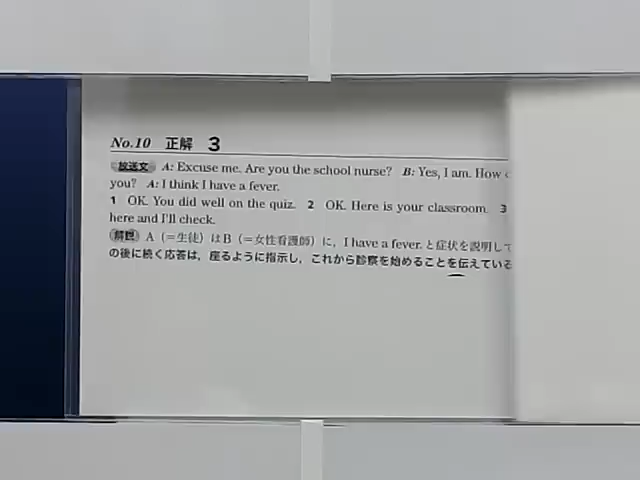 No.10 正解 3
放送文 A: Excuse me. Are you the school nurse? B: Yes, I am. How
you? A: I think I have a fever.
1 OK. You did well on the quiz. 2 OK. Here is your classroom. 3
here and I'll check.
解説 A（＝生徒）はB（＝女性看護師）に，I have a fever. と症状を説明して
の後に続く応答は，座るように指示し，これから診察を始めることを伝えている